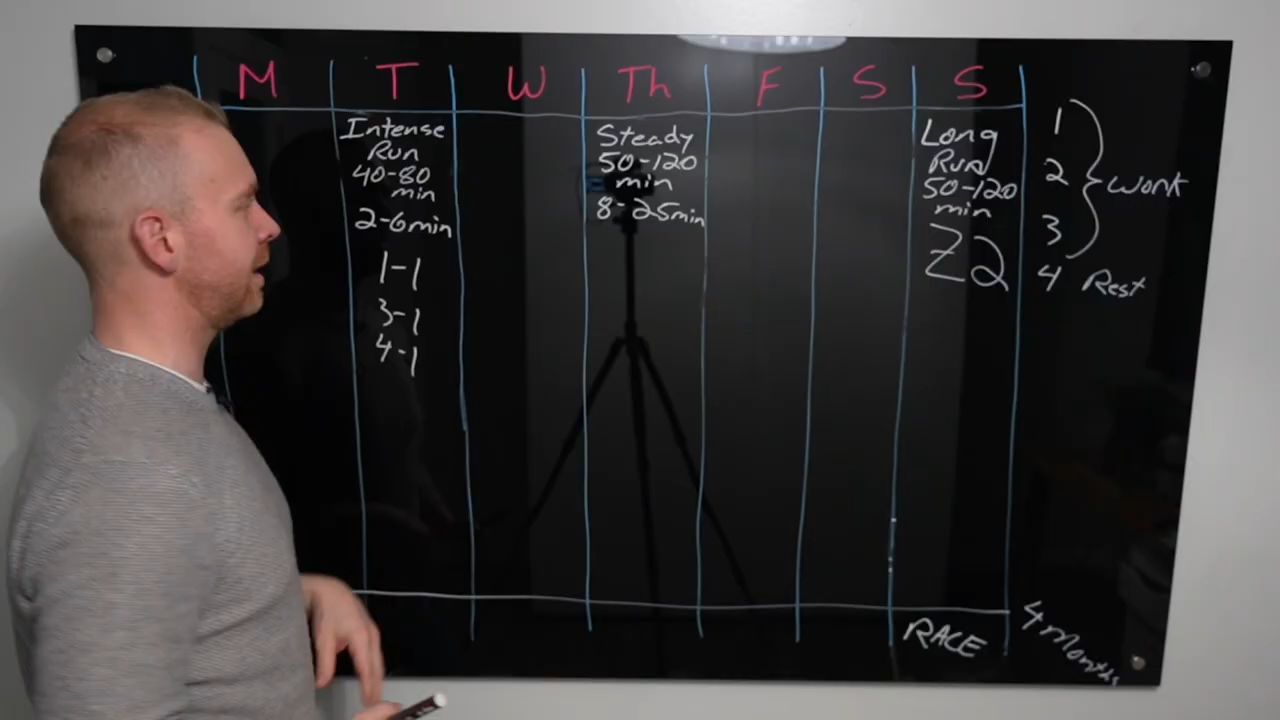 M T W Th F S S
Intense
Run
40-80
min
2-6min
1-1
3-1
4-1
Steady
50-120
min
8-25min
Long
Run
50-120
min
Z2
1
2
3
4 Rest
Work
RACE
4 Months